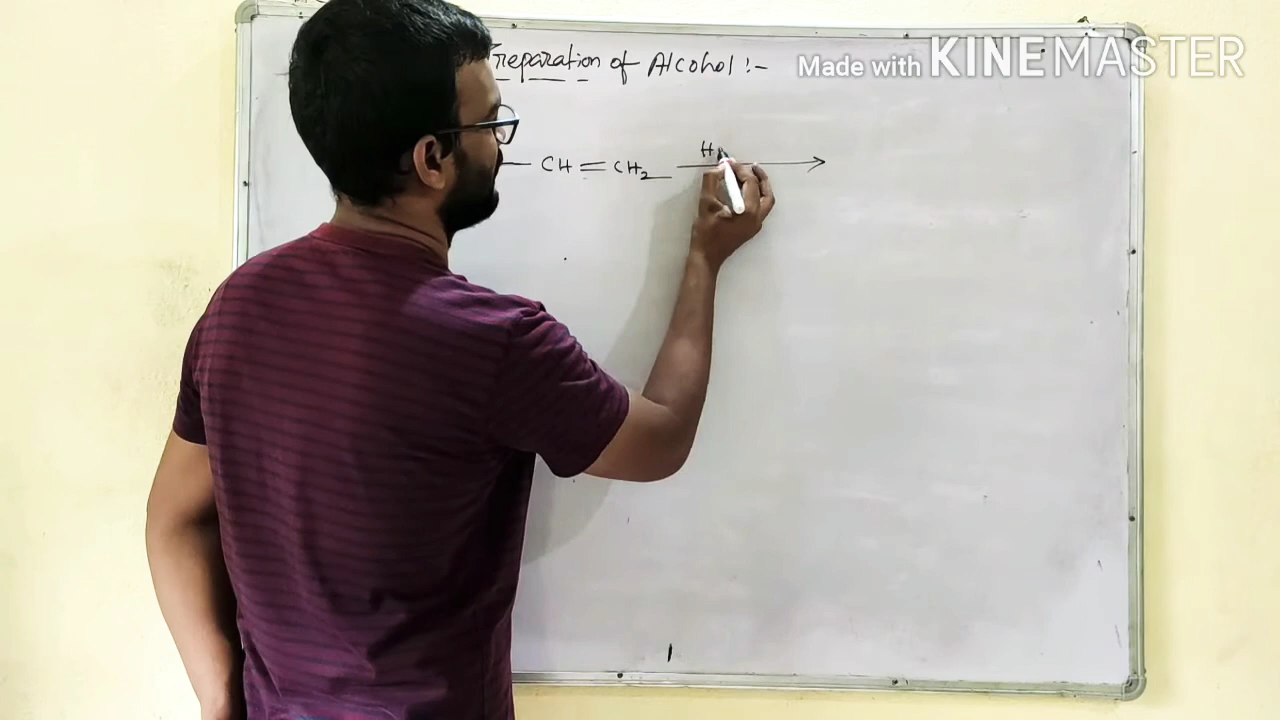 Preparation of Alcohol :-
Made with KINEMASTER
— CH = CH₂ ⟶
H